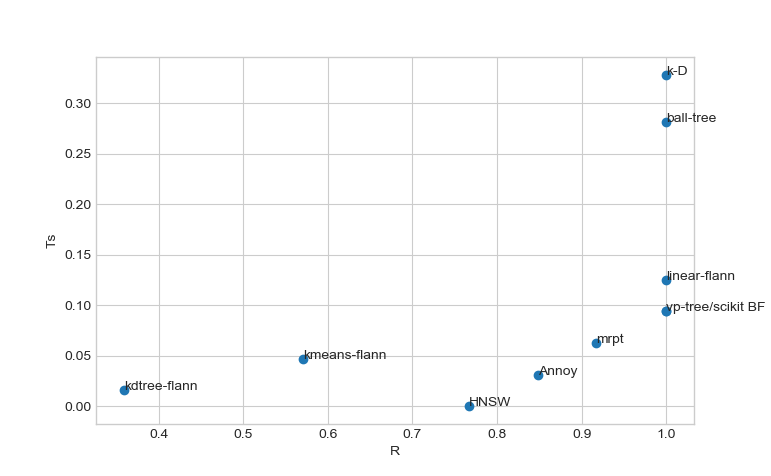 k-D
0.30
ball-tree
0.25
0.20
Ts
0.15
linear-flann
0.10
vp-tree/scikit BF
mrpt
0.05
kmeans-flann
Annoy
kdtree-flann
HNSW
0.00
0.4 0.5 0.6 0.7 0.8 0.9 1.0
R